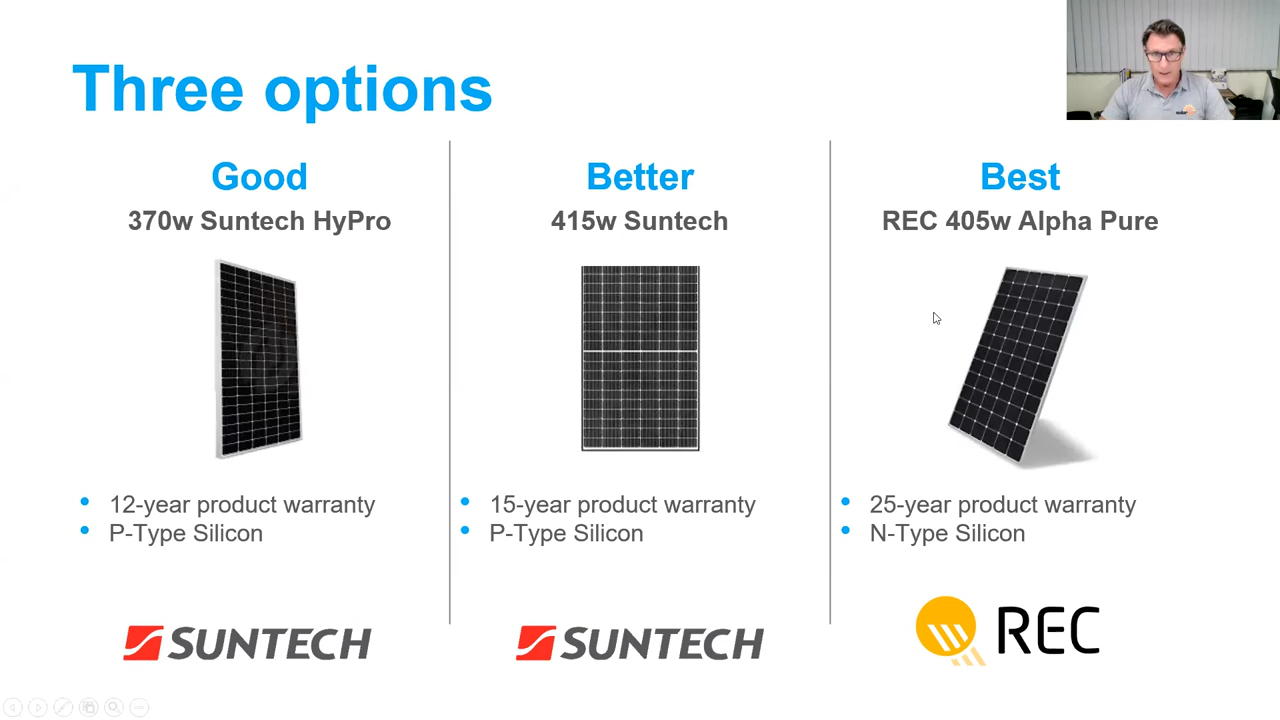 Three options
Good
370w Suntech HyPro
• 12-year product warranty
• P-Type Silicon
SUNTECH
Better
415w Suntech
• 15-year product warranty
• P-Type Silicon
SUNTECH
Best
REC 405w Alpha Pure
• 25-year product warranty
• N-Type Silicon
REC